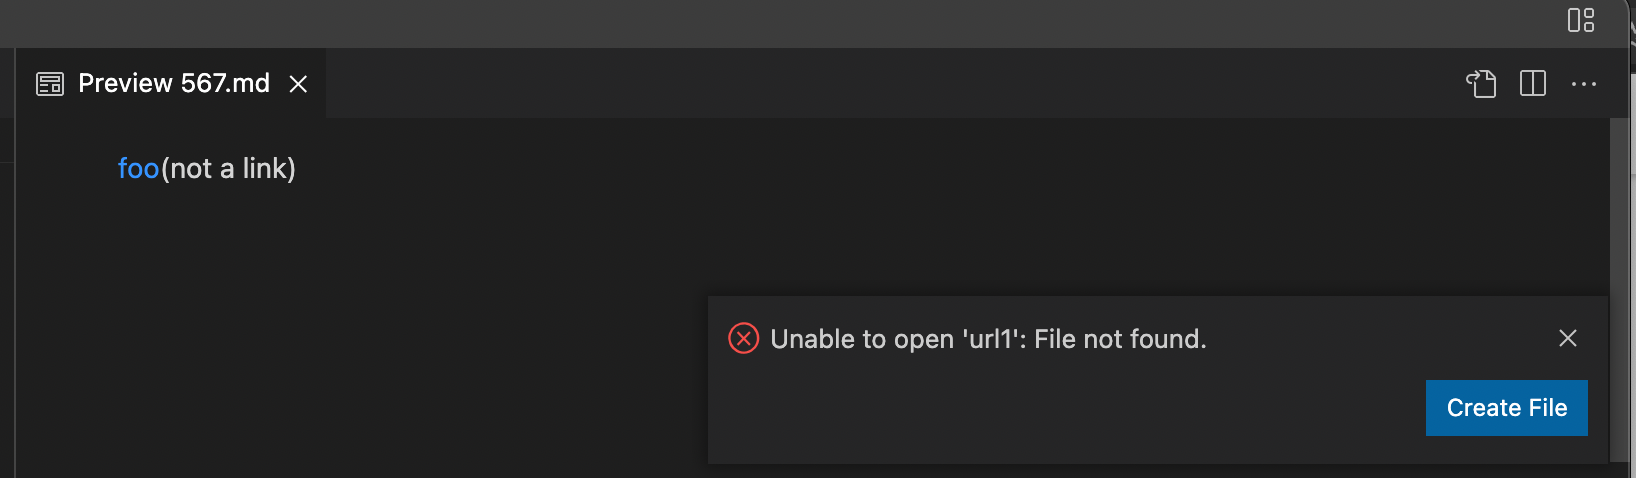 Preview 567.md
foo(not a link)
Unable to open 'url1': File not found.
Create File